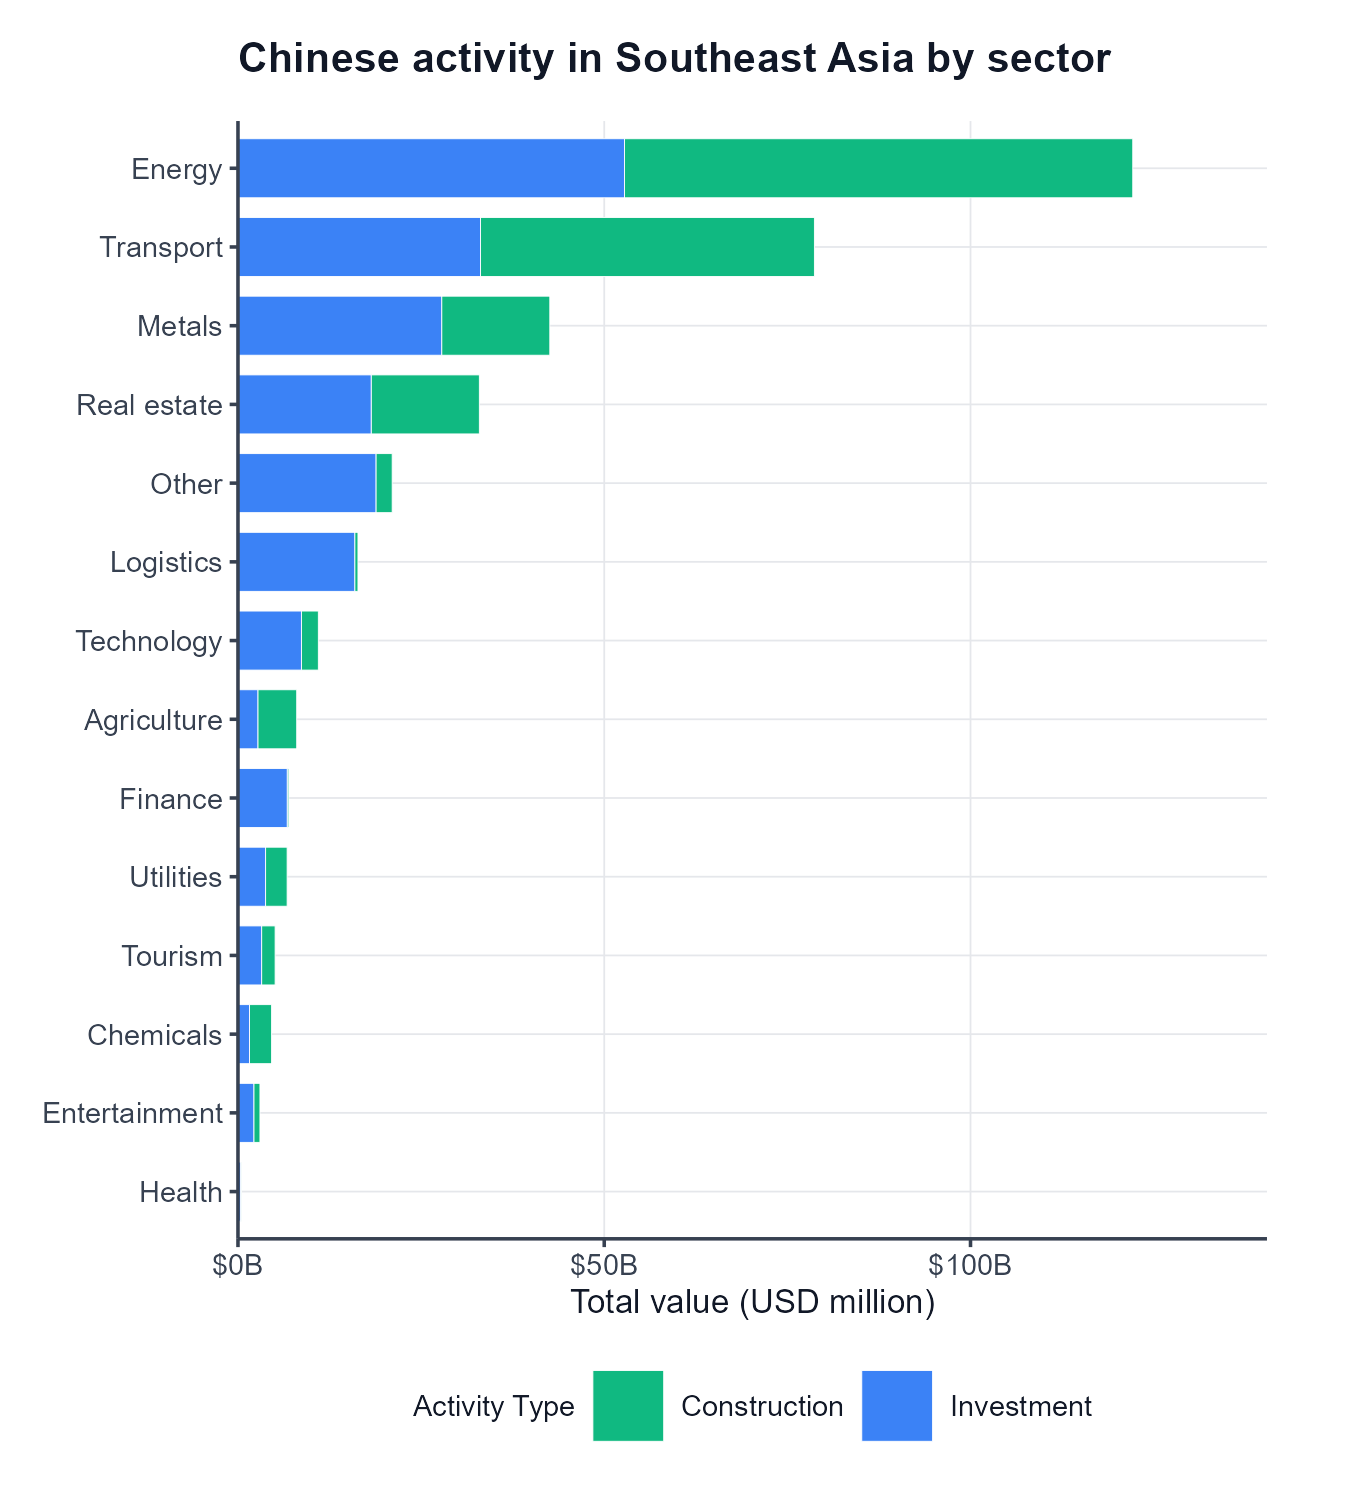 Chinese activity in Southeast Asia by sector
Energy
Transport
Metals
Real estate
Other
Logistics
Technology
Agriculture
Finance
Utilities
Tourism
Chemicals
Entertainment
Health
$0B $50B $100B
Total value (USD million)
Activity Type Construction Investment